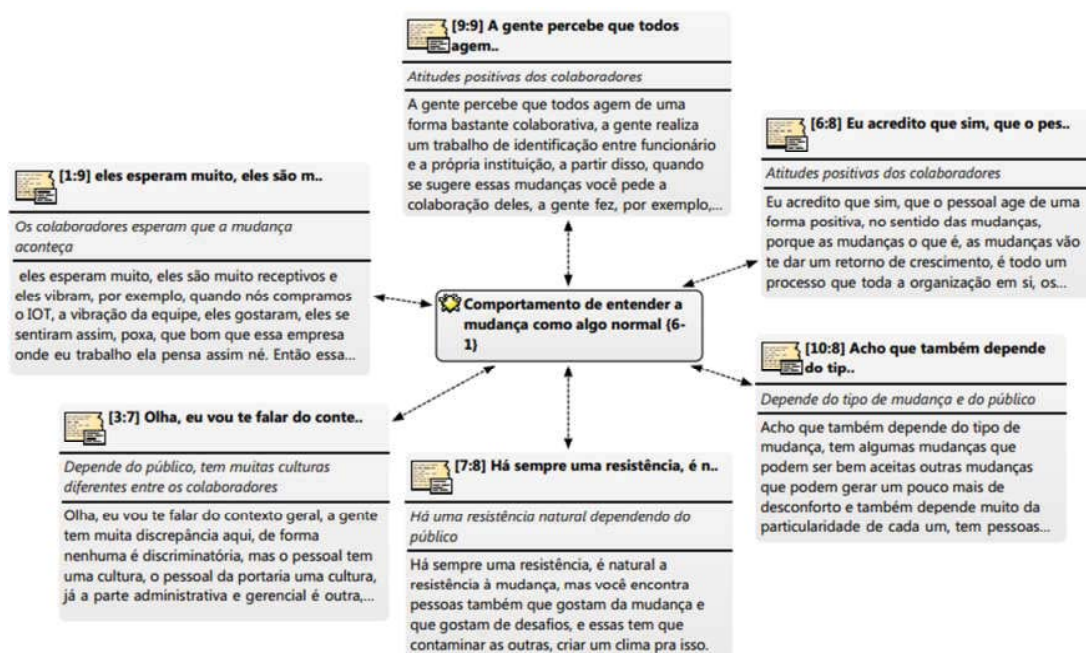 [9:9] A gente percebe que todos
agem..
Atitudes positivas dos colaboradores
A gente percebe que todos agem de uma
forma bastante colaborativa, a gente realiza
um trabalho de identificação entre funcionário
e a própria instituição, a partir disso, quando
se sugere essas mudanças você pede a
colaboração deles, a gente fez, por exemplo,...
[6:8] Eu acredito que sim, que o pes..
Atitudes positivas dos colaboradores
Eu acredito que sim, que o pessoal age de uma
forma positiva, no sentido das mudanças,
porque as mudanças o que é, as mudanças vão
te dar um retorno de crescimento, é todo um
processo que toda a organização em si, os...
[1:9] eles esperam muito, eles são m..
Os colaboradores esperam que a mudança
aconteça
eles esperam muito, eles são muito receptivos e
eles vibram, por exemplo, quando nós compramos
o IOT, a vibração da equipe, eles gostaram, eles se
sentiram assim, poxa, que bom que essa empresa
onde eu trabalho ela pensa assim né. Então essa...
Comportamento de entender a
mudança como algo normal {6-
1}
[10:8] Acho que também depende
do tip..
Depende do tipo de mudança e do público
Acho que também depende do tipo de
mudança, tem algumas mudanças que
podem ser bem aceitas outras mudanças
que podem gerar um pouco mais de
desconforto e também depende muito da
particularidade de cada um, tem pessoas...
[3:7] Olha, eu vou te falar do conte..
Depende do público, tem muitas culturas
diferentes entre os colaboradores
Olha, eu vou te falar do contexto geral, a gente
tem muita discrepância aqui, de forma
nenhuma é discriminatória, mas o pessoal tem
uma cultura, o pessoal da portaria uma cultura,
já a parte administrativa e gerencial é outra,...
[7:8] Há sempre uma resistência, é n..
Há uma resistência natural dependendo do
público
Há sempre uma resistência, é natural a
resistência à mudança, mas você encontra
pessoas também que gostam da mudança e
que gostam de desafios, e essas tem que
contaminar as outras, criar um clima pra isso.